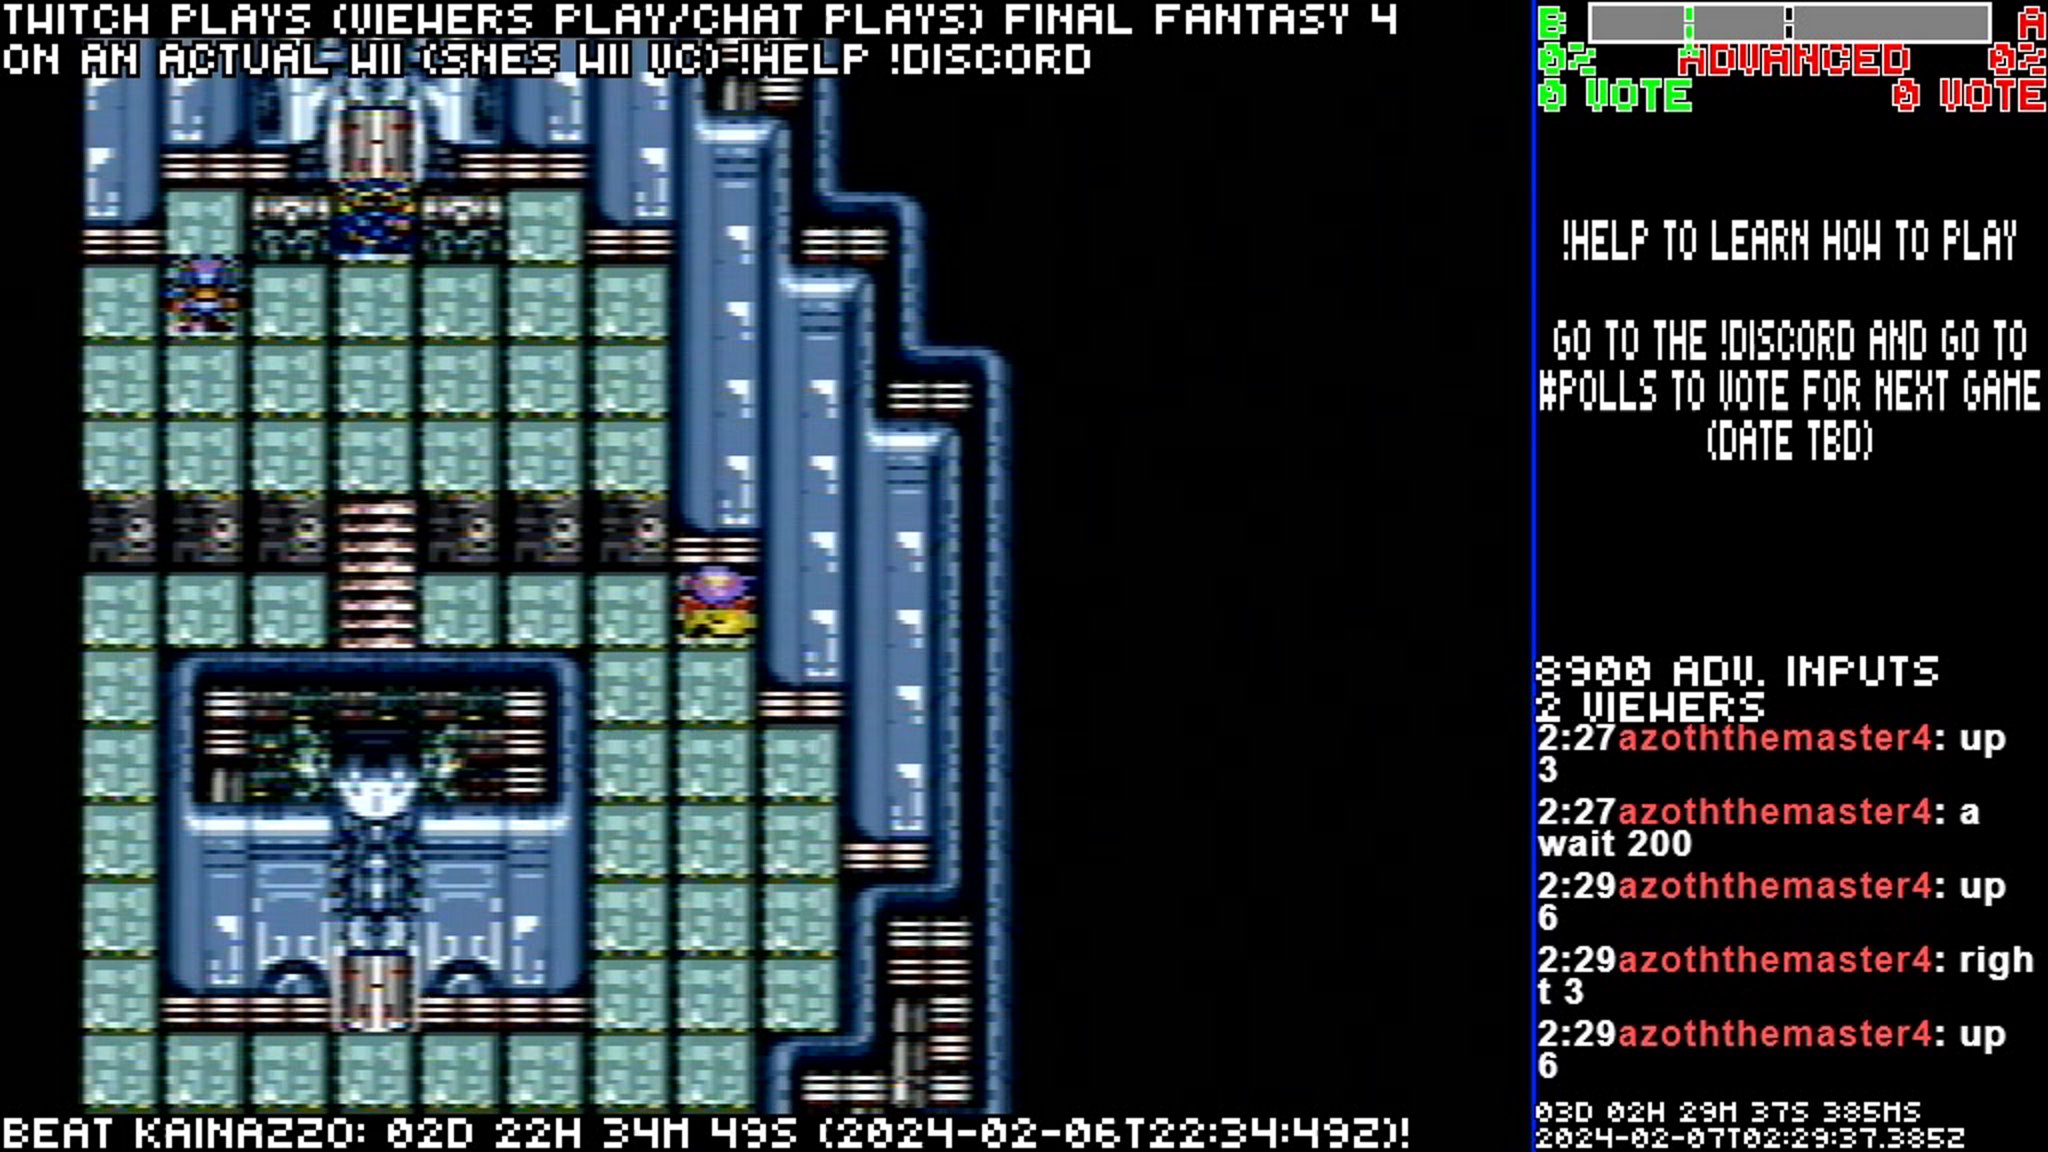 TWITCH PLAYS (VIEWERS PLAY/CHAT PLAYS) FINAL FANTASY 4
ON AN ACTUAL WII (SNES WII VC) !HELP !DISCORD
B A
0% ADVANCED 0%
0 VOTE 0 VOTE
!HELP TO LEARN HOW TO PLAY
GO TO THE !DISCORD AND GO TO
#POLLS TO VOTE FOR NEXT GAME
(DATE TBD)
8900 ADV. INPUTS
2 VIEWERS
2:27azoththemaster4: up
3
2:27azoththemaster4: a
wait 200
2:29azoththemaster4: up
6
2:29azoththemaster4: righ
t 3
2:29azoththemaster4: up
6
03D 02H 29M 37S 385MS
2024-02-07T02:29:37.385Z
BEAT KAINAZZO: 02D 22H 34M 49S (2024-02-06T22:34:49Z)!